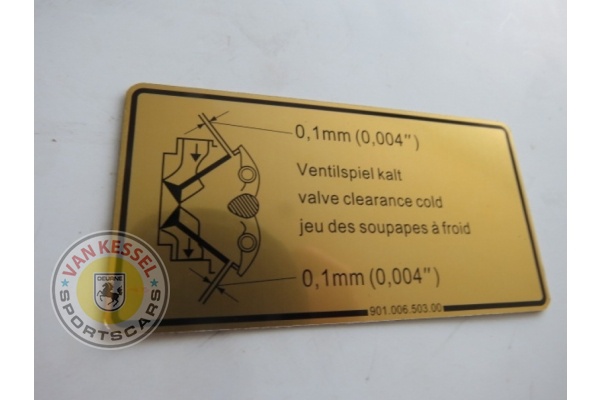 0,1mm (0,004")
Ventilspiel kalt
valve clearance cold
jeu des soupapes à froid
0,1mm (0,004")
901.006.503.00
VAN KESSEL
DEURNE
SPORTSCARS